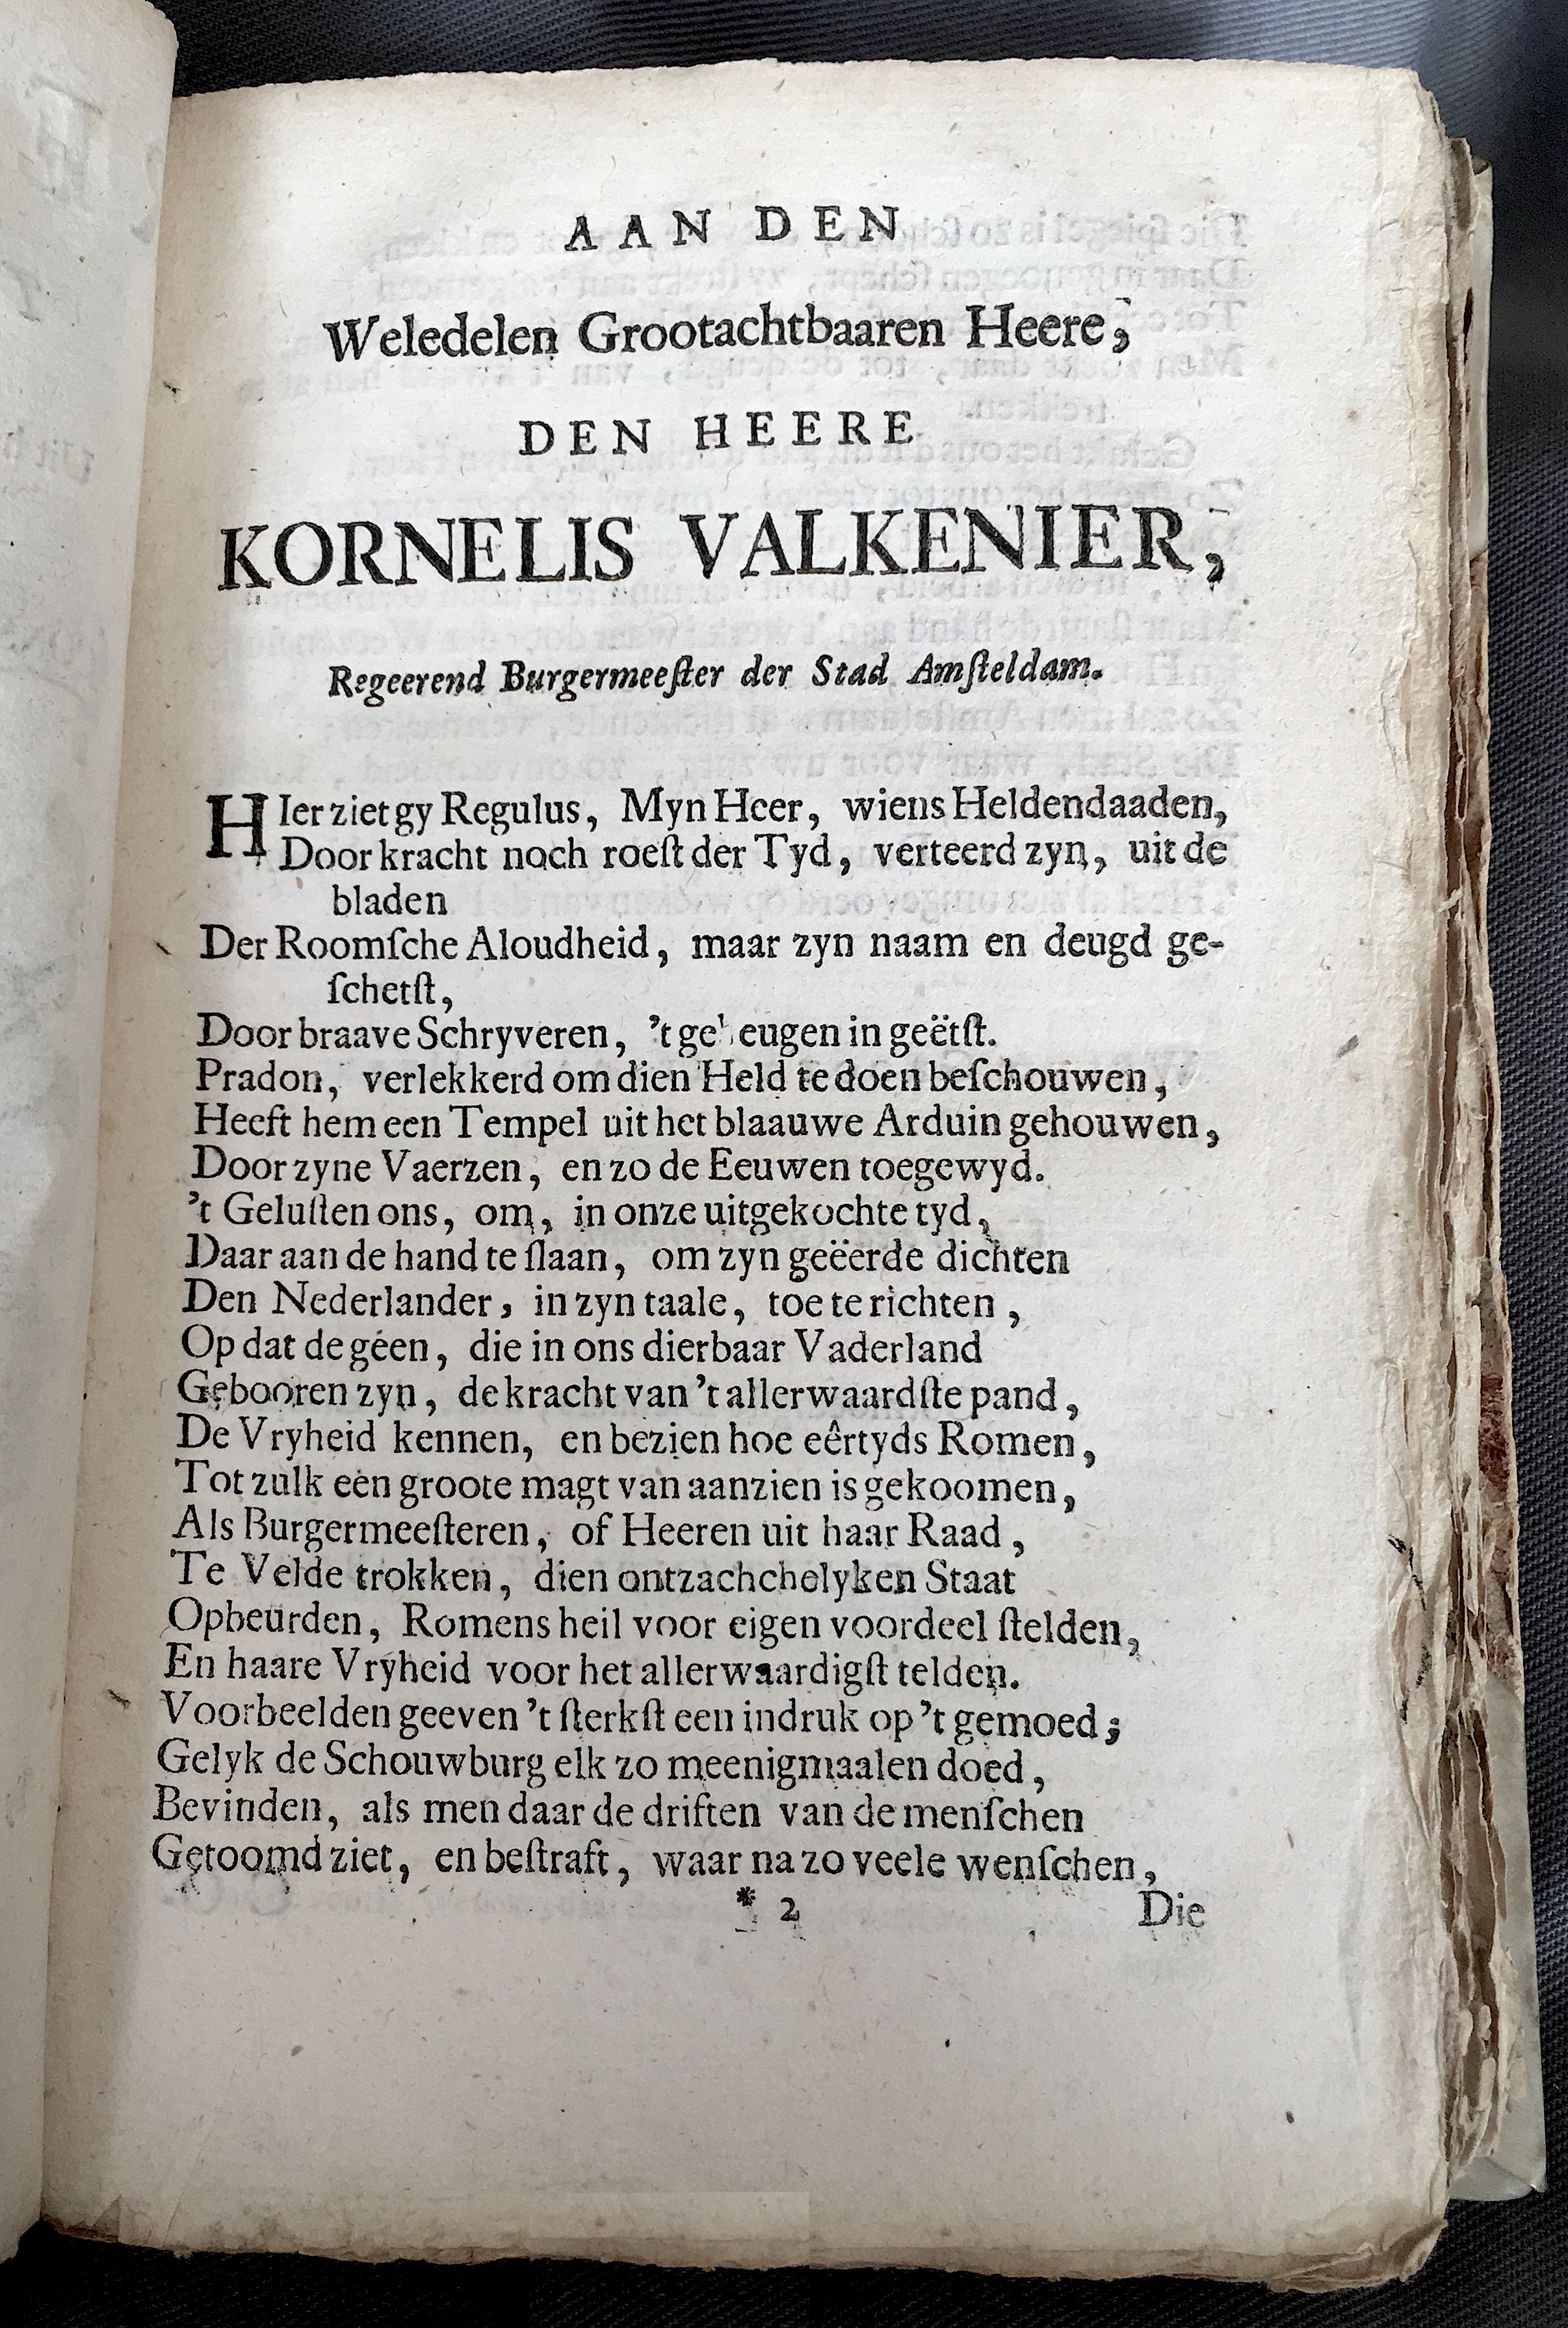 AAN DEN
Weledelen Grootachtbaaren Heere,
DEN HEERE
KORNELIS VALKENIER,
Regeerend Burgermeeſter der Stad Amſteldam.
HIer ziet gy Regulus, Myn Heer, wiens Heldendaaden,
Door kracht noch roeſt der Tyd, verteerd zyn, uit de
bladen
Der Roomſche Aloudheid, maar zyn naam en deugd ge-
ſchetſt,
Door braave Schryveren, 't geheugen in geëtſt.
Pradon, verlekkerd om dien Held te doen beſchouwen,
Heeft hem een Tempel uit het blaauwe Arduin gehouwen,
Door zyne Vaerzen, en zo de Eeuwen toegewyd.
't Geluſten ons, om, in onze uitgekochte tyd,
Daar aan de hand te ſlaan, om zyn geëerde dichten
Den Nederlander, in zyn taale, toe te richten,
Op dat de géen, die in ons dierbaar Vaderland
Gebooren zyn, de kracht van 't allerwaardſte pand,
De Vryheid kennen, en bezien hoe eêrtyds Romen,
Tot zulk een groote magt van aanzien is gekoomen,
Als Burgermeeſteren, of Heeren uit haar Raad,
Te Velde trokken, dien ontzachchelyken Staat
Opbeurden, Romens heil voor eigen voordeel ſtelden,
En haare Vryheid voor het allerwaardigſt telden.
Voorbeelden geeven 't ſterkſt een indruk op 't gemoed;
Gelyk de Schouwburg elk zo meenigmaalen doed,
Bevinden, als men daar de driften van de menſchen
Getoomd ziet, en beſtraft, waar na zo veele wenſchen,
* 2 Die